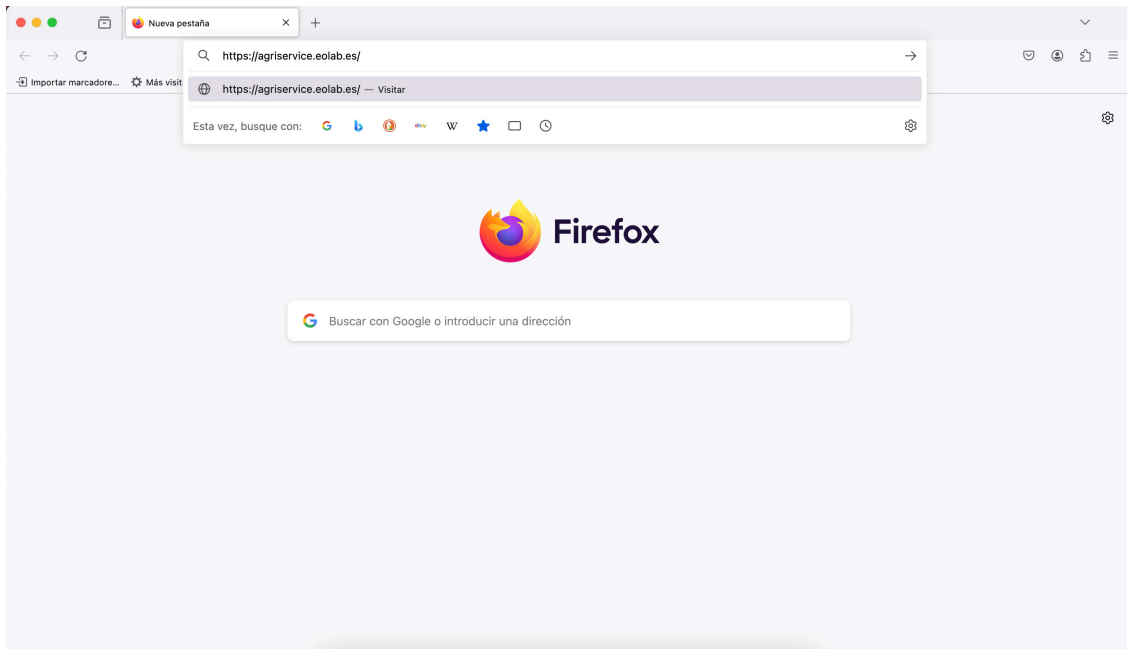 Nueva pestaña
https://agriservice.eolab.es/
Importar marcadore... Más visit
https://agriservice.eolab.es/ — Visitar
Esta vez, busque con: ebay W
Firefox
Buscar con Google o introducir una dirección